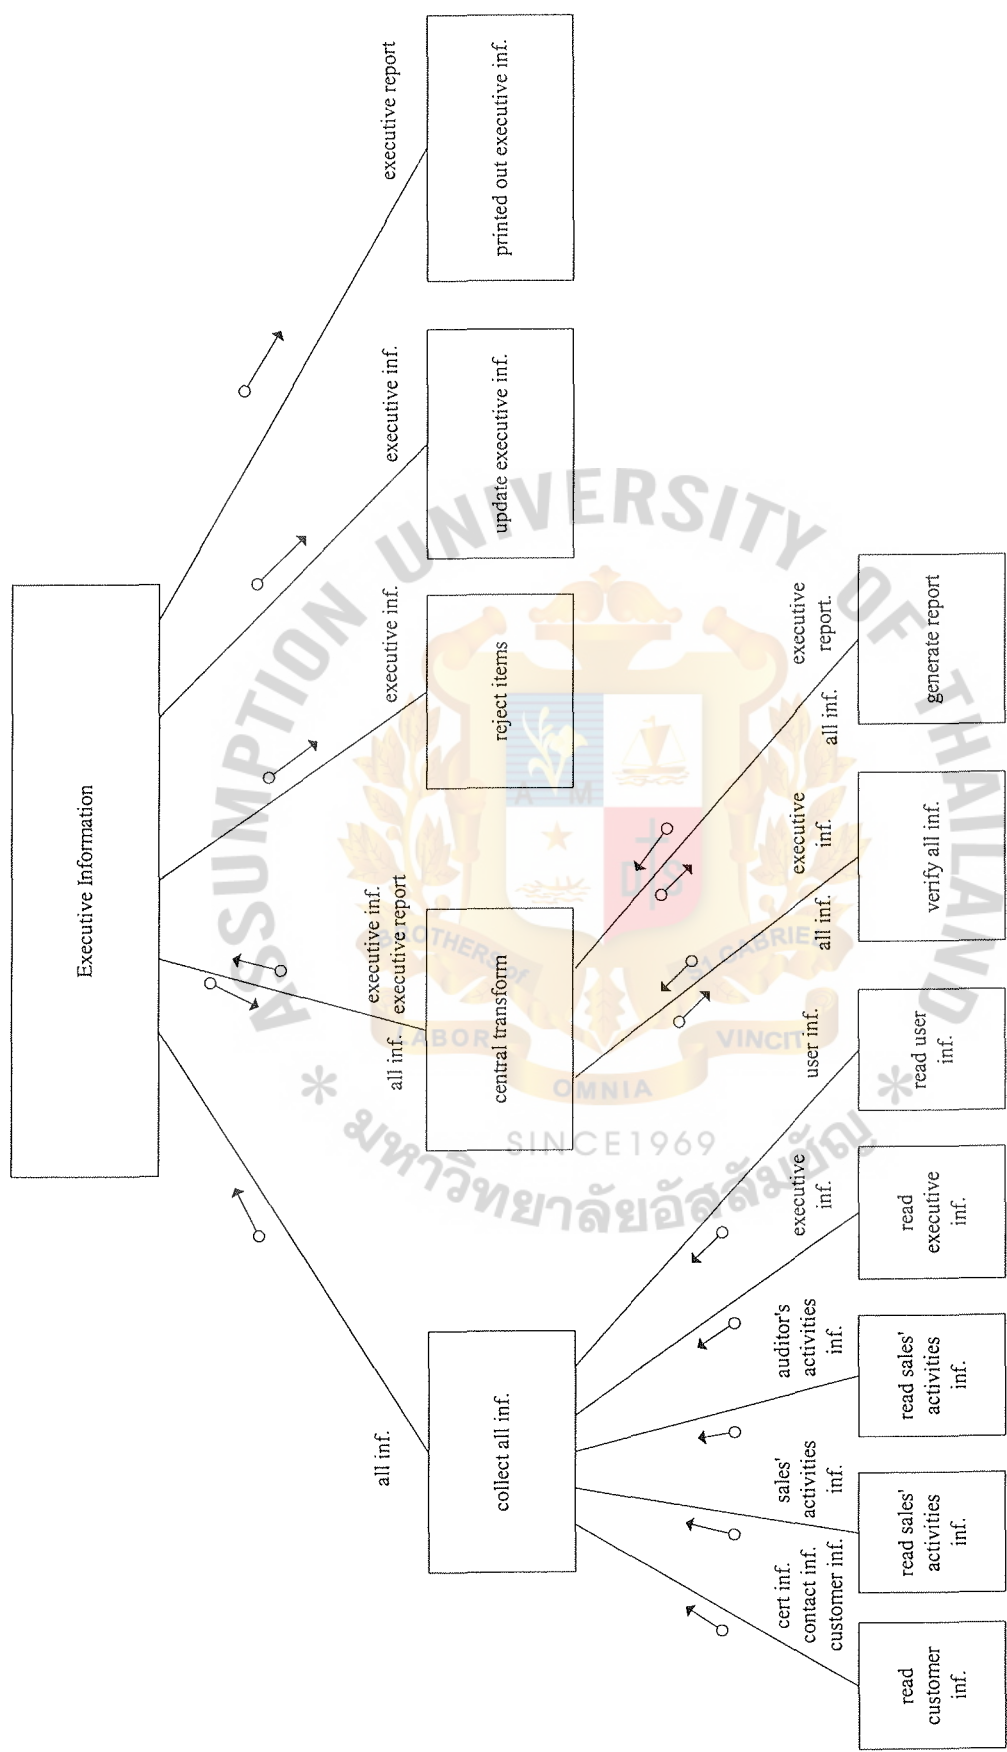 Executive Information
all inf.
all inf.
executive inf.
executive report
executive inf.
executive inf.
executive report
collect all inf.
central transform
reject items
update executive inf.
printed out executive inf.
cert inf.
contact inf.
customer inf.
sales'
activities
inf.
auditor's
activities
inf.
executive
inf.
user inf.
all inf.
executive
inf.
all inf.
executive
report.
read
customer
inf.
read sales'
activities
inf.
read sales'
activities
inf.
read
executive
inf.
read user
inf.
verify all inf.
generate report
ASSUMPTION UNIVERSITY OF THAILAND
A M
D S
BROTHERS of
ST GABRIEL
LABOR
OMNIA
VINCIT
SINCE1969
* มหาวิทยาลัยอัสสัมชัญ *